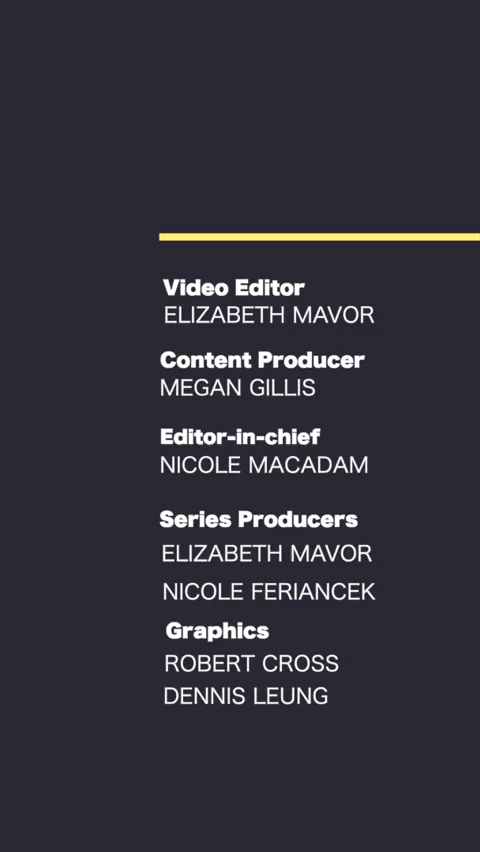 Video Editor
ELIZABETH MAVOR
Content Producer
MEGAN GILLIS
Editor-in-chief
NICOLE MACADAM
Series Producers
ELIZABETH MAVOR
NICOLE FERIANCEK
Graphics
ROBERT CROSS
DENNIS LEUNG